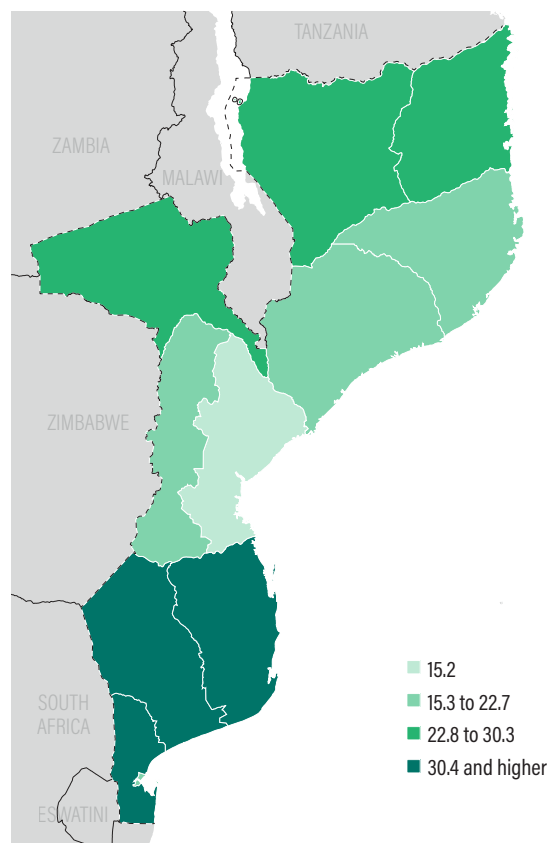 TANZANIA
ZAMBIA
MALAWI
ZIMBABWE
SOUTH
AFRICA
ESWATINI
15.2
15.3 to 22.7
22.8 to 30.3
30.4 and higher